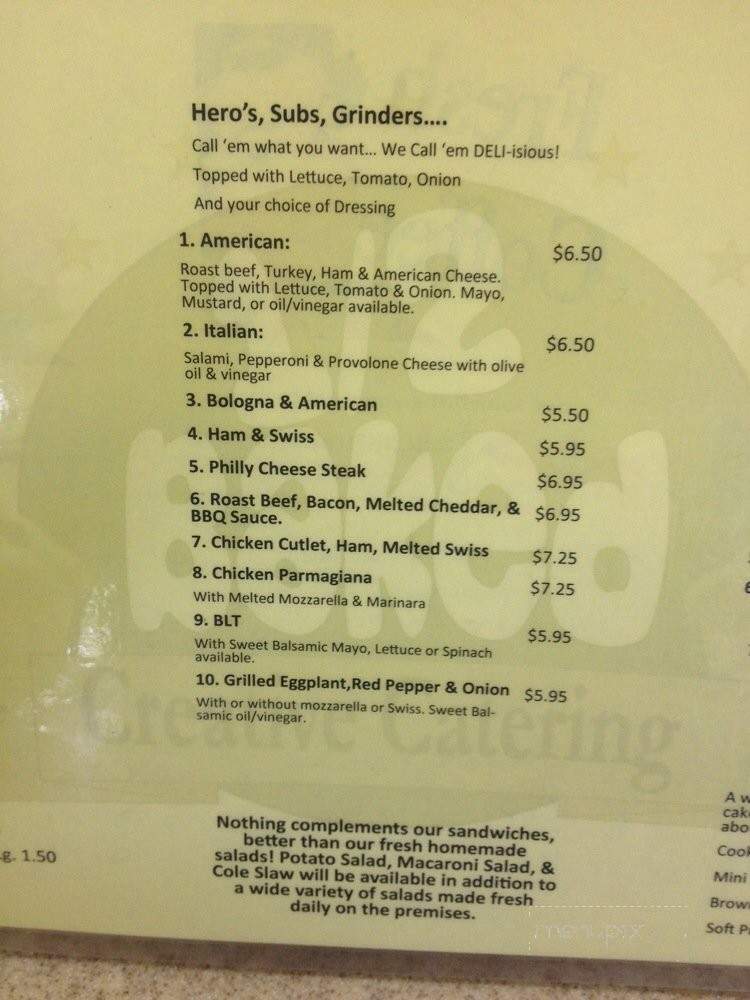 Hero's, Subs, Grinders....
Call 'em what you want... We Call 'em DELI-isious!
Topped with Lettuce, Tomato, Onion
And your choice of Dressing
1. American: $6.50
Roast beef, Turkey, Ham & American Cheese.
Topped with Lettuce, Tomato & Onion. Mayo,
Mustard, or oil/vinegar available.
2. Italian: $6.50
Salami, Pepperoni & Provolone Cheese with olive
oil & vinegar
3. Bologna & American $5.50
4. Ham & Swiss $5.95
5. Philly Cheese Steak $6.95
6. Roast Beef, Bacon, Melted Cheddar, & $6.95
BBQ Sauce.
7. Chicken Cutlet, Ham, Melted Swiss $7.25
8. Chicken Parmagiana $7.25
With Melted Mozzarella & Marinara
9. BLT $5.95
With Sweet Balsamic Mayo, Lettuce or Spinach
available.
10. Grilled Eggplant,Red Pepper & Onion $5.95
With or without mozzarella or Swiss. Sweet Bal-
samic oil/vinegar.
1/2 Baked
Creative Catering
Nothing complements our sandwiches,
better than our fresh homemade
salads! Potato Salad, Macaroni Salad, &
Cole Slaw will be available in addition to
a wide variety of salads made fresh
daily on the premises.
g. 1.50
A w
cak
abo
Cook
Mini
Brow
Soft P
menupix